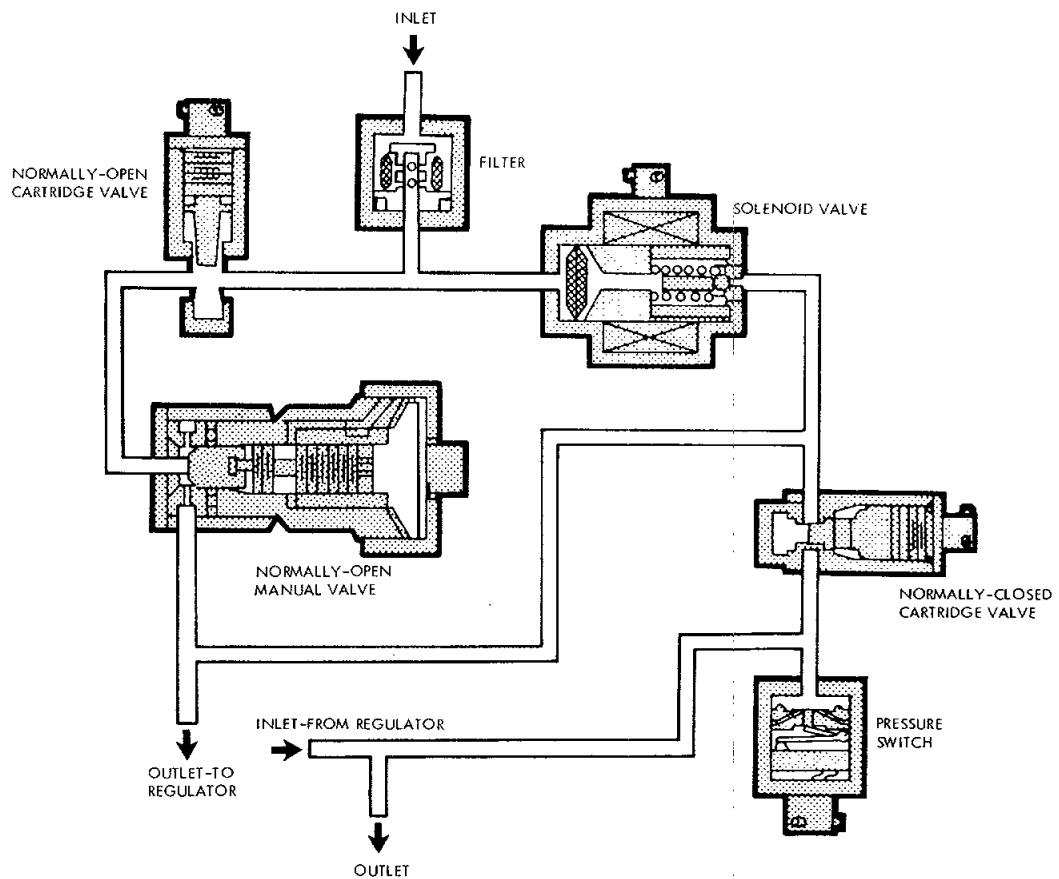 INLET
NORMALLY-OPEN
CARTRIDGE VALVE
FILTER
SOLENOID VALVE
NORMALLY-OPEN
MANUAL VALVE
NORMALLY-CLOSED
CARTRIDGE VALVE
INLET-FROM REGULATOR
PRESSURE
SWITCH
OUTLET-TO
REGULATOR
OUTLET